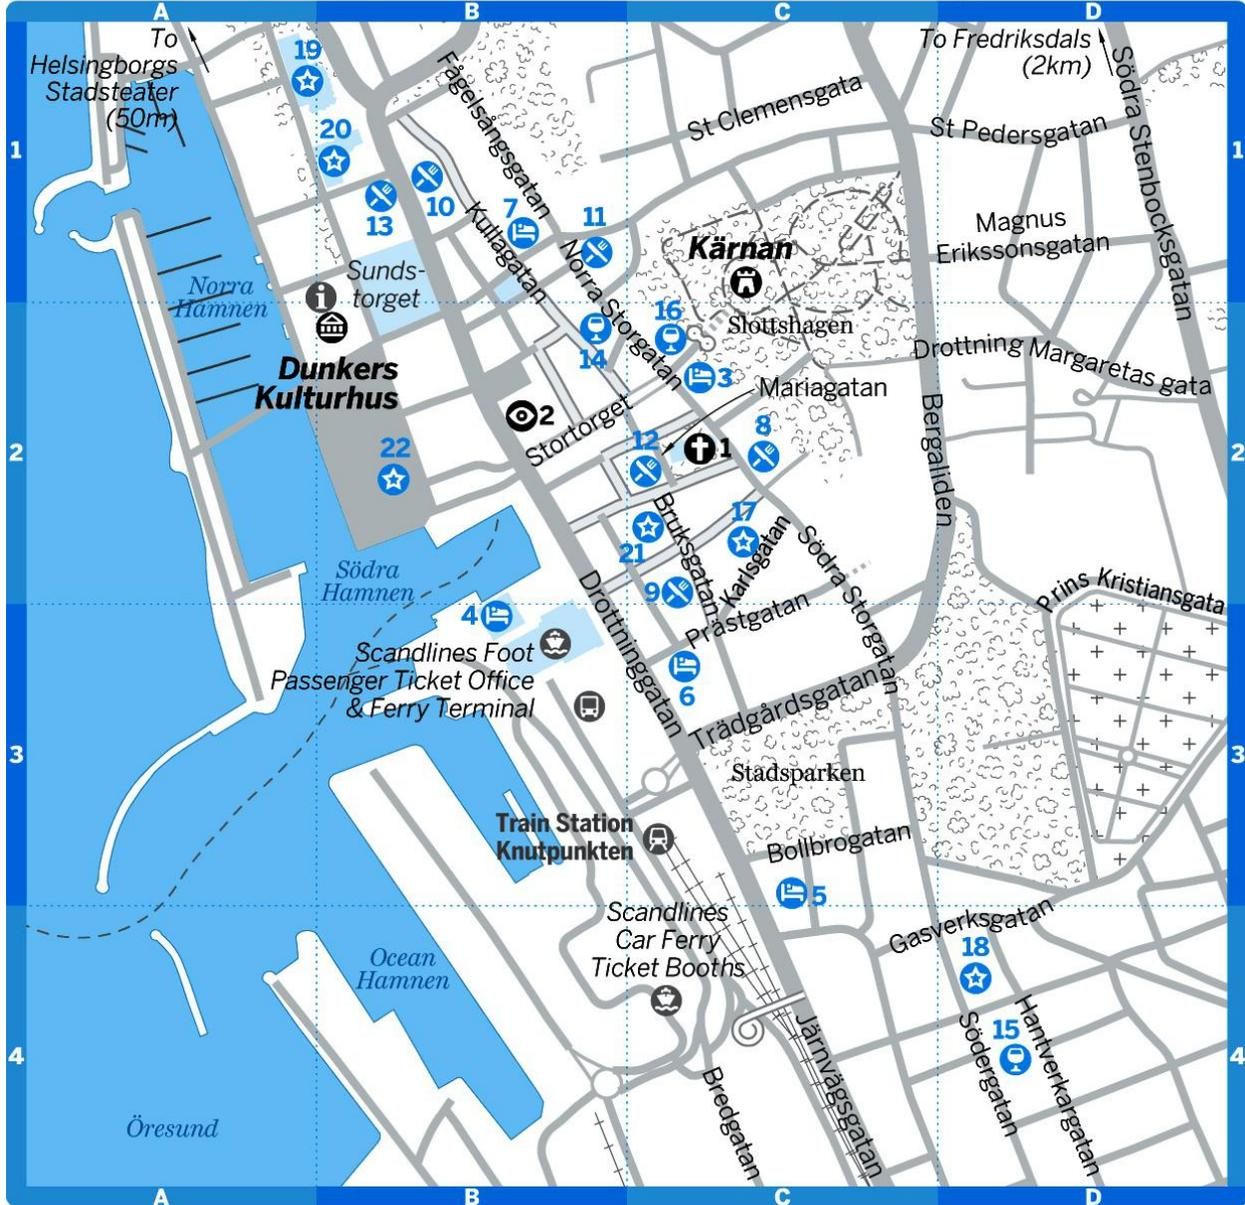 A
B
C
D
To
Helsingborgs
Stadsteater
(50m)
19
To Fredriksdals
(2km)
Fågelsångsgatan
Södra Stenbocksgatan
St Clemensgata
St Pedersgatan
20
1
1
13
10
7
11
Kullagatan
Norra Storgatan
Kärnan
Magnus
Erikssonsgatan
Norra
Hamnen
Sunds-
torget
16
Slottshagen
14
Drottning Margaretas gata
Dunkers
Kulturhus
3
Mariagatan
2
Stortorget
Bergaliden
22
12
1
8
2
2
21
Bruksgatan
17
Karlsgatan
Södra Storgatan
Södra
Hamnen
9
Drottninggatan
Prins Kristiansgata
4
Prästgatan
Scandlines Foot
Passenger Ticket Office
& Ferry Terminal
6
Trädgårdsgatan
3
3
Stadsparken
Train Station
Knutpunkten
Bollbrogatan
5
Scandlines
Car Ferry
Ticket Booths
Gasverksgatan
18
Ocean
Hamnen
15
Södergatan
Hantverkargatan
4
4
Järnvägsgatan
Bredgatan
Öresund
A
B
C
D